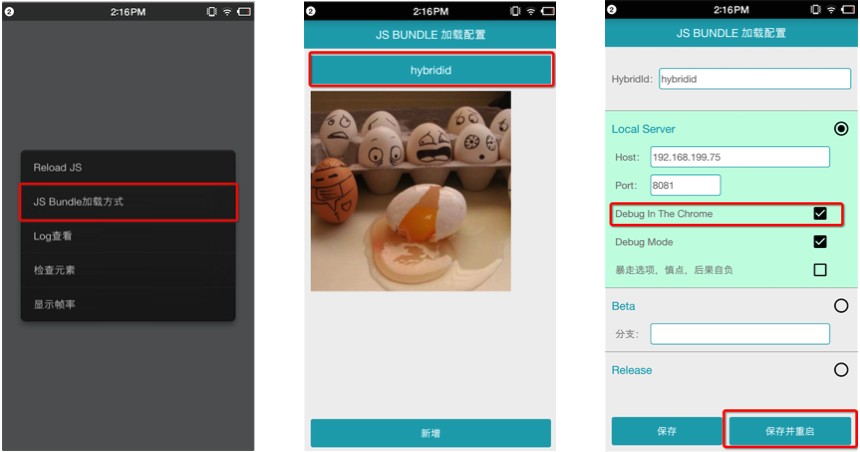 2 2:16PM
Reload JS
JS Bundle加载方式
Log查看
检查元素
显示帧率
2 2:16PM
JS BUNDLE 加载配置
hybridid
新增
2 2:16PM
JS BUNDLE 加载配置
HybridId: hybridid
Local Server
Host: 192.168.199.75
Port: 8081
Debug In The Chrome
Debug Mode
暴走选项，慎点，后果自负
Beta
分支:
Release
保存 保存并重启